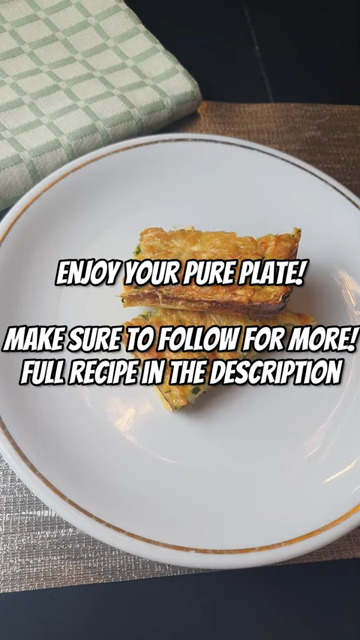 ENJOY YOUR PURE PLATE!
MAKE SURE TO FOLLOW FOR MORE!
FULL RECIPE IN THE DESCRIPTION